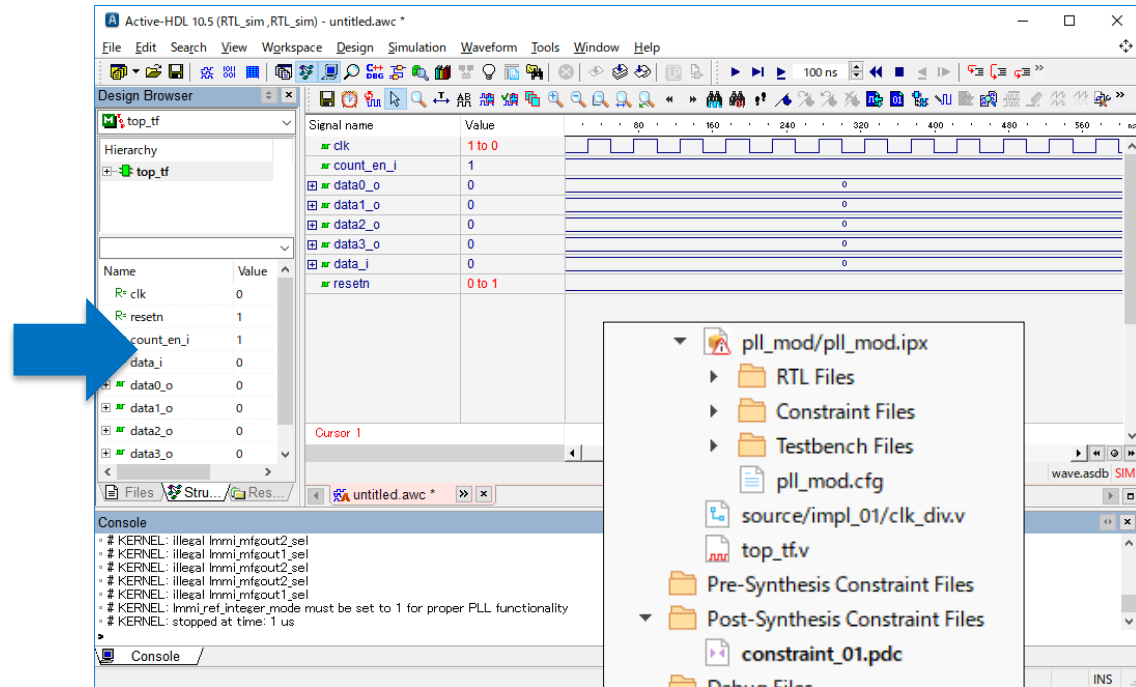 Active-HDL 10.5 (RTL_sim ,RTL_sim) - untitled.awc *
File Edit Search View Workspace Design Simulation Waveform Tools Window Help
100 ns
Design Browser
top_tf
Hierarchy
top_tf
Name Value
clk 0
resetn 1
count_en_i 1
data_i 0
data0_o 0
data1_o 0
data2_o 0
data3_o 0
Files Stru... Res...
Signal name Value 80 160 240 320 400 480 560 ns
clk 1 to 0
count_en_i 1
data0_o 0 0
data1_o 0 0
data2_o 0 0
data3_o 0 0
data_i 0 0
resetn 0 to 1
Cursor 1
wave.asdb SIM
untitled.awc *
Console
# KERNEL: illegal lmmi_mfgout2_sel
# KERNEL: illegal lmmi_mfgout1_sel
# KERNEL: illegal lmmi_mfgout2_sel
# KERNEL: illegal lmmi_mfgout1_sel
# KERNEL: illegal lmmi_mfgout2_sel
# KERNEL: illegal lmmi_mfgout1_sel
# KERNEL: lmmi_ref_integer_mode must be set to 1 for proper PLL functionality
# KERNEL: stopped at time: 1 us
>
Console
INS
pll_mod/pll_mod.ipx
RTL Files
Constraint Files
Testbench Files
pll_mod.cfg
source/impl_01/clk_div.v
top_tf.v
Pre-Synthesis Constraint Files
Post-Synthesis Constraint Files
constraint_01.pdc
Debug Files